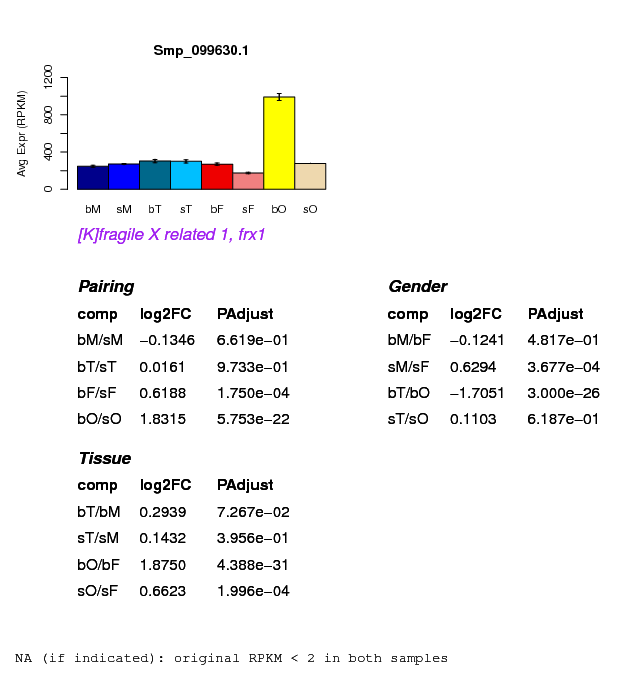 Smp_099630.1
Avg Expr (RPKM)
0 400 800 1200
bM sM bT sT bF sF bO sO
[K]fragile X related 1, frx1
Pairing
comp log2FC PAdjust
bM/sM −0.1346 6.619e−01
bT/sT 0.0161 9.733e−01
bF/sF 0.6188 1.750e−04
bO/sO 1.8315 5.753e−22
Gender
comp log2FC PAdjust
bM/bF −0.1241 4.817e−01
sM/sF 0.6294 3.677e−04
bT/bO −1.7051 3.000e−26
sT/sO 0.1103 6.187e−01
Tissue
comp log2FC PAdjust
bT/bM 0.2939 7.267e−02
sT/sM 0.1432 3.956e−01
bO/bF 1.8750 4.388e−31
sO/sF 0.6623 1.996e−04
NA (if indicated): original RPKM < 2 in both samples